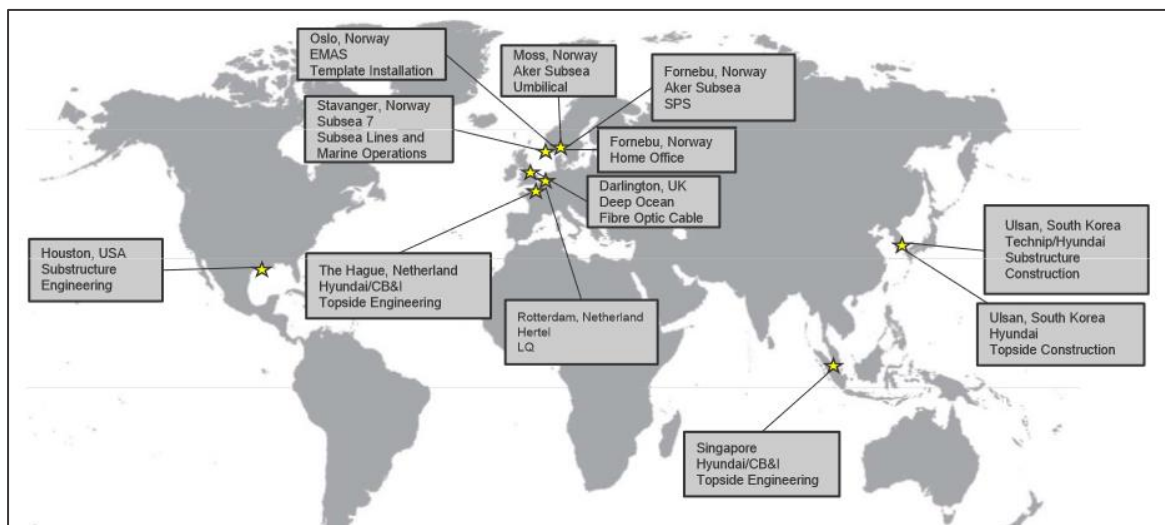 Oslo, Norway
EMAS
Template Installation
Moss, Norway
Aker Subsea
Umbilical
Fornebu, Norway
Aker Subsea
SPS
Stavanger, Norway
Subsea 7
Subsea Lines and
Marine Operations
Fornebu, Norway
Home Office
Darlington, UK
Deep Ocean
Fibre Optic Cable
Houston, USA
Substructure
Engineering
The Hague, Netherland
Hyundai/CB&I
Topside Engineering
Rotterdam, Netherland
Hertel
LQ
Ulsan, South Korea
Technip/Hyundai
Substructure
Construction
Ulsan, South Korea
Hyundai
Topside Construction
Singapore
Hyundai/CB&I
Topside Engineering